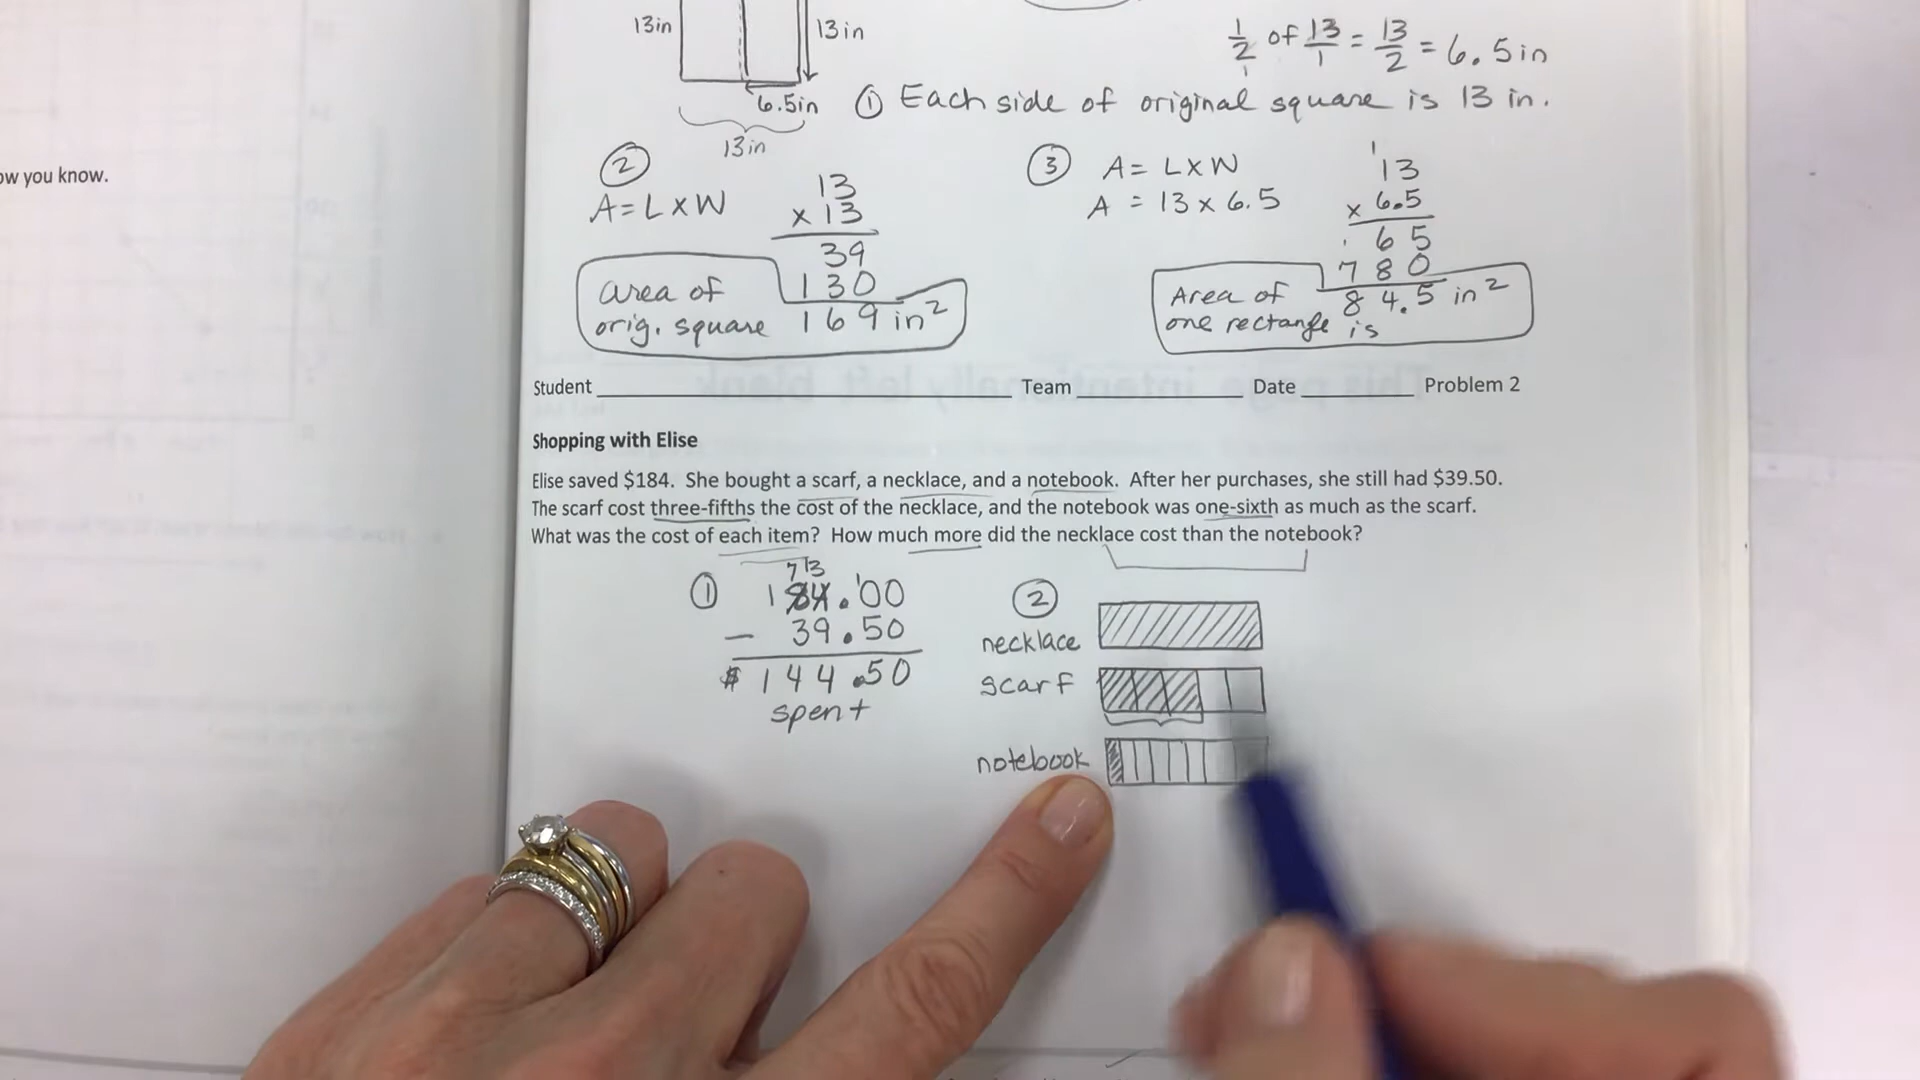 13in
13in
6.5in
13in
1/2 of 13/1 = 13/2 = 6.5in
① Each side of original square is 13 in.
ow you know.
②
A=LXW
13
x 13
39
130
169 in²
area of
orig. square
③ A= LXW
A = 13 x 6.5
1
13
x 6.5
65
780
84.5 in²
Area of
one rectangle is
Student Team Date Problem 2
Shopping with Elise
Elise saved $184. She bought a scarf, a necklace, and a notebook. After her purchases, she still had $39.50.
The scarf cost three-fifths the cost of the necklace, and the notebook was one-sixth as much as the scarf.
What was the cost of each item? How much more did the necklace cost than the notebook?
①
7 13
184.00
- 39.50
$ 144.50
spent
②
necklace
scarf
notebook